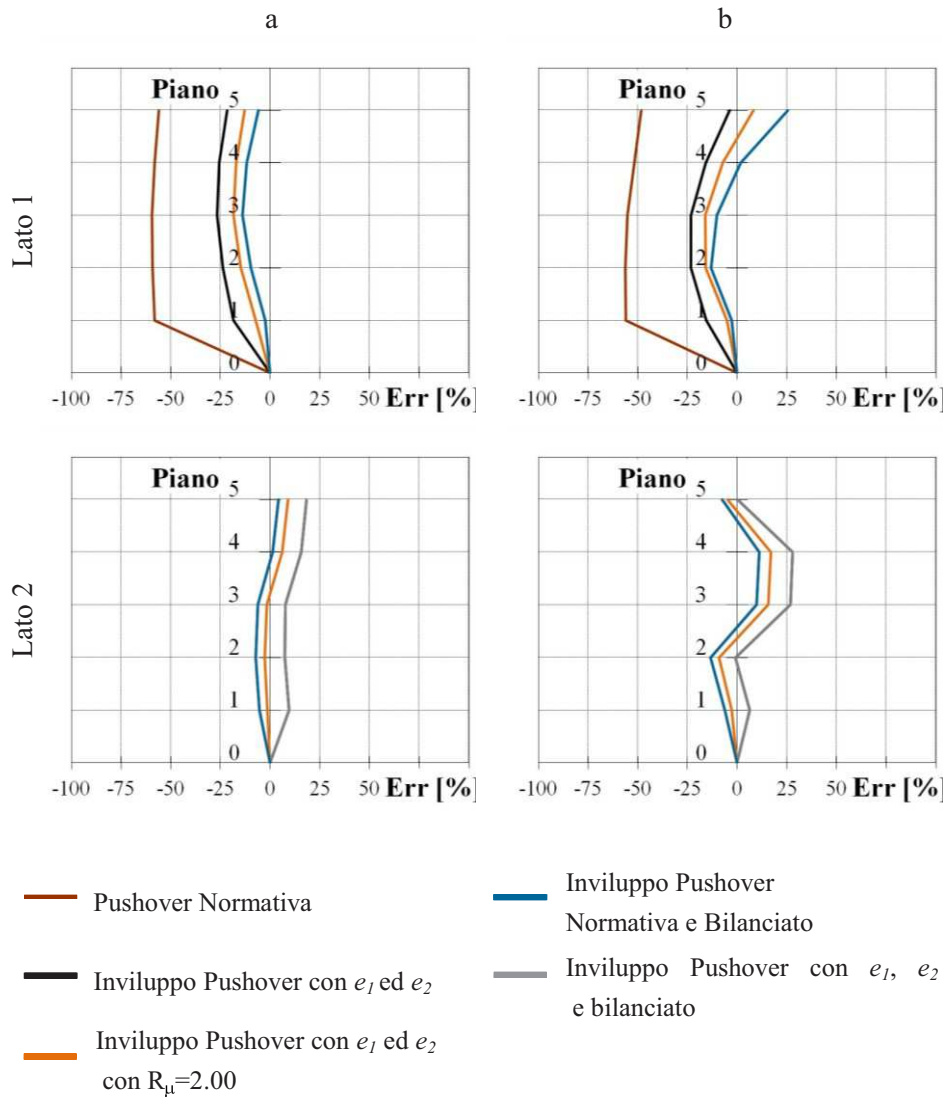 a b
Piano Piano
5 5
4 4
Lato 1
3 3
2 2
1 1
0 0
-100 -75 -50 -25 0 25 50 Err [%] -100 -75 -50 -25 0 25 50 Err [%]
Piano Piano
5 5
4 4
Lato 2
3 3
2 2
1 1
0 0
-100 -75 -50 -25 0 25 50 Err [%] -100 -75 -50 -25 0 25 50 Err [%]
Pushover Normativa
Inviluppo Pushover con e1 ed e2
Inviluppo Pushover con e1 ed e2
con Rμ=2.00
Inviluppo Pushover
Normativa e Bilanciato
Inviluppo Pushover con e1, e2
e bilanciato